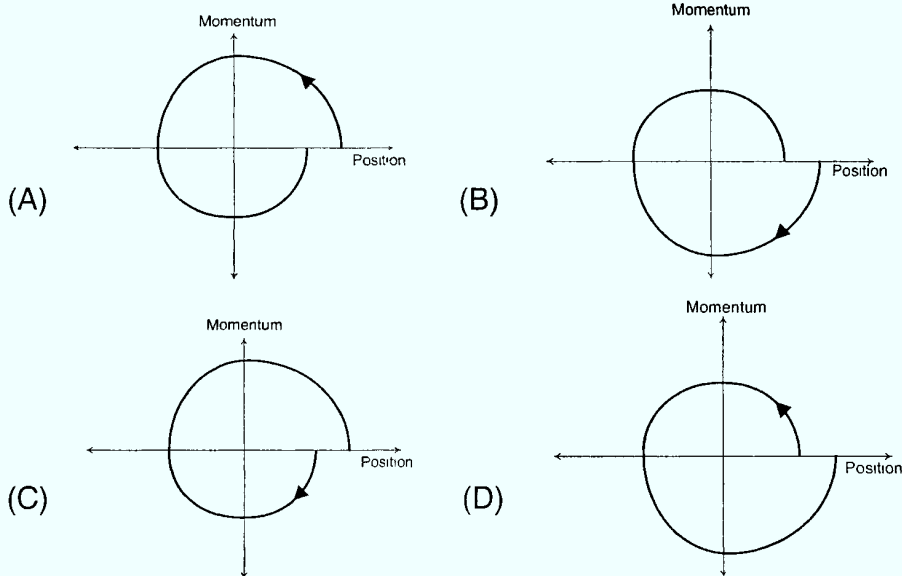 Momentum
Position
(A)
Momentum
Position
(B)
Momentum
Position
(C)
Momentum
Position
(D)